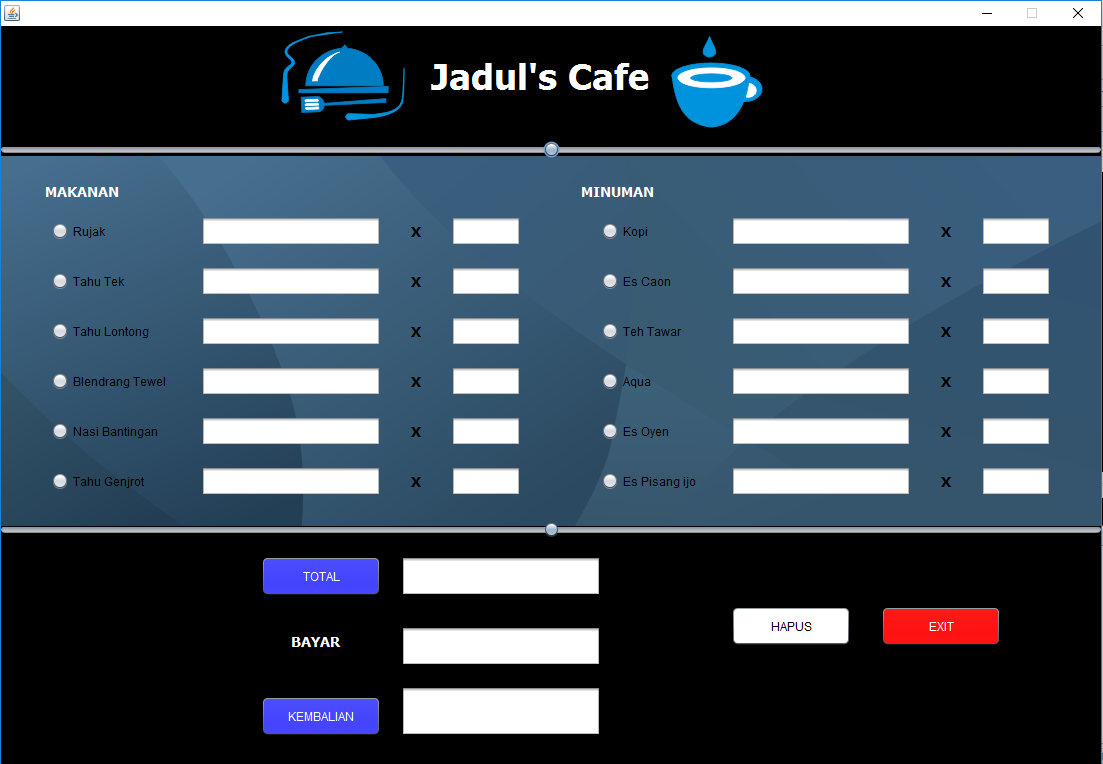 Jadul's Cafe
MAKANAN
MINUMAN
Rujak X
Kopi X
Tahu Tek X
Es Caon X
Tahu Lontong X
Teh Tawar X
Blendrang Tewel X
Aqua X
Nasi Bantingan X
Es Oyen X
Tahu Genjrot X
Es Pisang ijo X
TOTAL
BAYAR
KEMBALIAN
HAPUS
EXIT